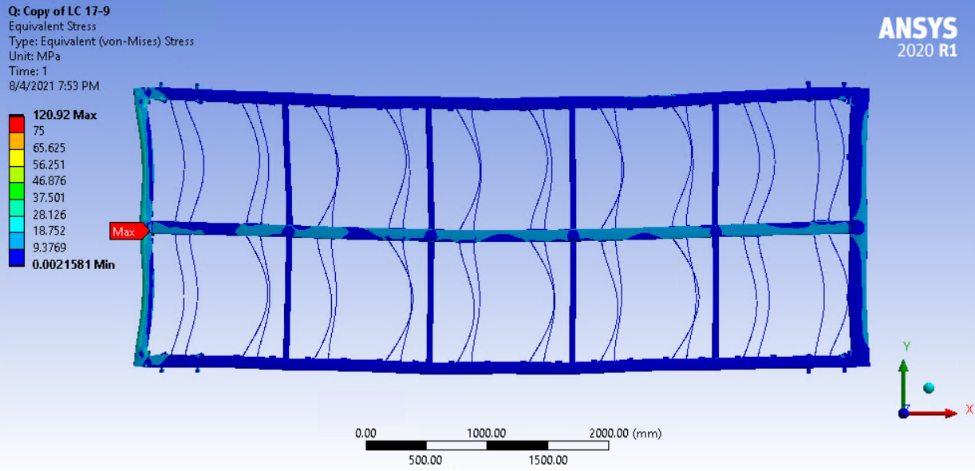 Q: Copy of LC 17-9
Equivalent Stress
Type: Equivalent (von-Mises) Stress
Unit: MPa
Time: 1
8/4/2021 7:53 PM
ANSYS
2020 R1
120.92 Max
75
65.625
56.251
46.876
37.501
28.126
18.752
9.3769
0.0021581 Min
Max
Y
X
0.00 1000.00 2000.00 (mm)
500.00 1500.00